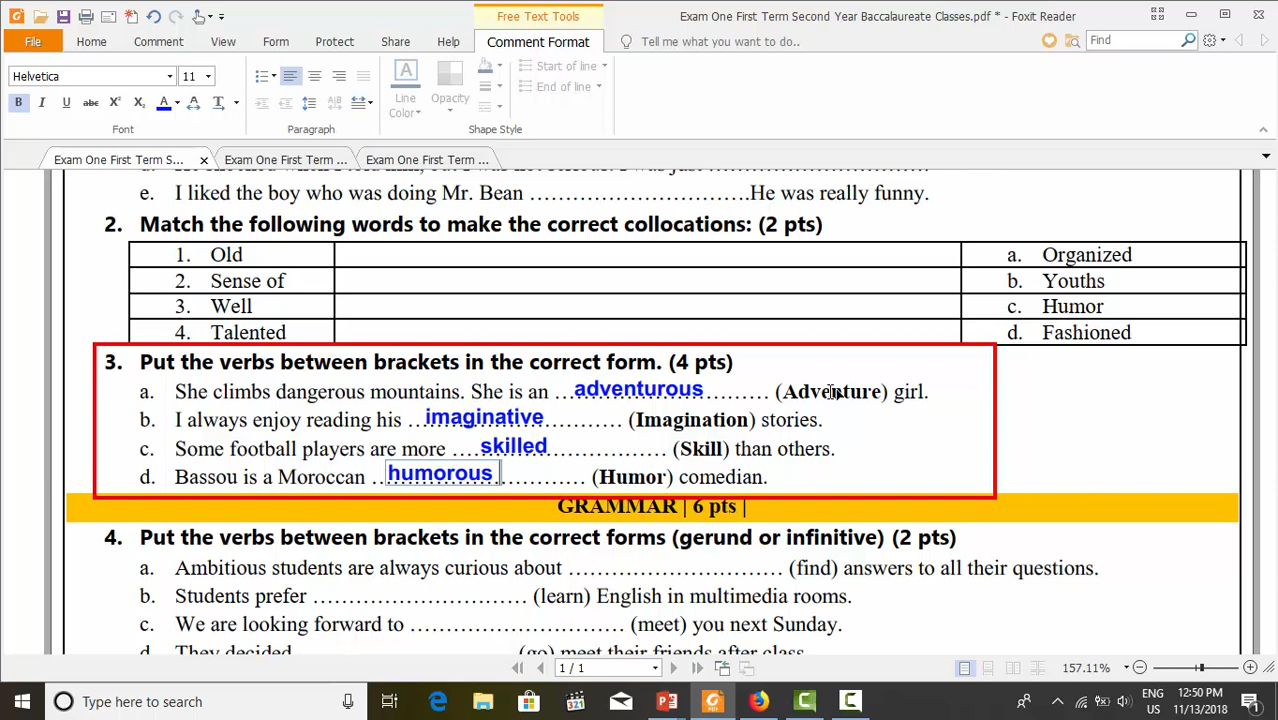 Free Text Tools
Exam One First Term Second Year Baccalaureate Classes.pdf * - Foxit Reader
File Home Comment View Form Protect Share Help Comment Format Tell me what you want to do.. Find
Helvetica 11 Start of line
End of line
Line Color Opacity
Font Paragraph Shape Style
Exam One First Term S... Exam One First Term ... Exam One First Term ...
e. I liked the boy who was doing Mr. Bean ……………………….He was really funny.
2. Match the following words to make the correct collocations: (2 pts)
1. Old a. Organized
2. Sense of b. Youths
3. Well c. Humor
4. Talented d. Fashioned
3. Put the verbs between brackets in the correct form. (4 pts)
a. She climbs dangerous mountains. She is an …adventurous……… (Adventure) girl.
b. I always enjoy reading his …imaginative………… (Imagination) stories.
c. Some football players are more …skilled………… (Skill) than others.
d. Bassou is a Moroccan …humorous………… (Humor) comedian.
GRAMMAR | 6 pts |
4. Put the verbs between brackets in the correct forms (gerund or infinitive) (2 pts)
a. Ambitious students are always curious about ………………………… (find) answers to all their questions.
b. Students prefer ………………………… (learn) English in multimedia rooms.
c. We are looking forward to ………………………… (meet) you next Sunday.
d. They decided ………………………… (go) meet their friends after class.
1 / 1 157.11%
Type here to search
ENG 12:50 PM
US 11/13/2018